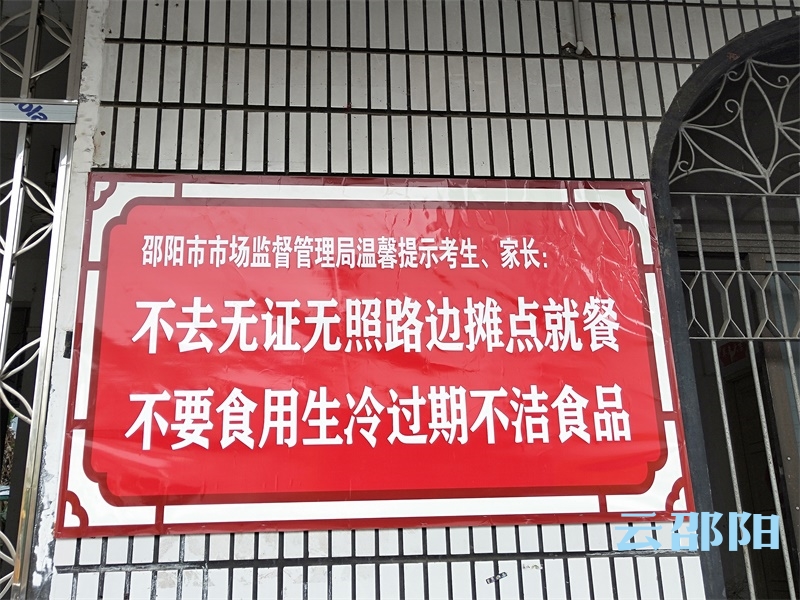 邵阳市市场监督管理局温馨提示考生、家长：
不去无证无照路边摊点就餐
不要食用生冷过期不洁食品
云邵阳